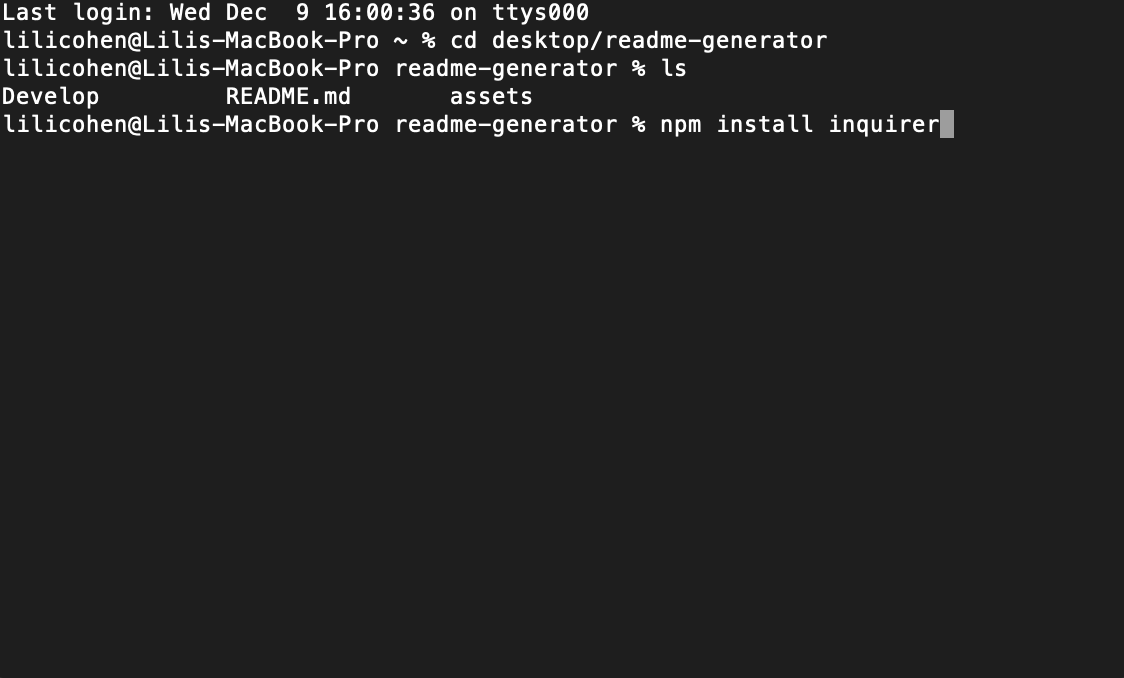 Last login: Wed Dec  9 16:00:36 on ttys000
lilicohen@Lilis-MacBook-Pro ~ % cd desktop/readme-generator
lilicohen@Lilis-MacBook-Pro readme-generator % ls
Develop         README.md       assets
lilicohen@Lilis-MacBook-Pro readme-generator % npm install inquirer